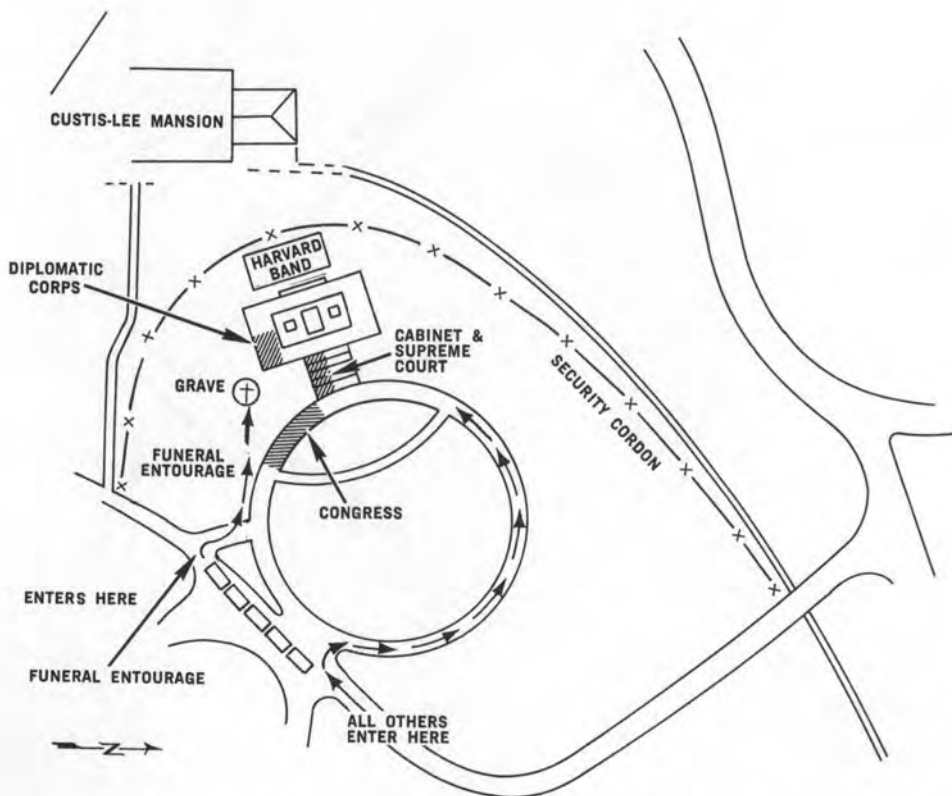 CUSTIS-LEE MANSION
HARVARD
BAND
DIPLOMATIC
CORPS
CABINET &
SUPREME
COURT
GRAVE
SECURITY CORDON
FUNERAL
ENTOURAGE
CONGRESS
ENTERS HERE
FUNERAL ENTOURAGE
ALL OTHERS
ENTER HERE
N